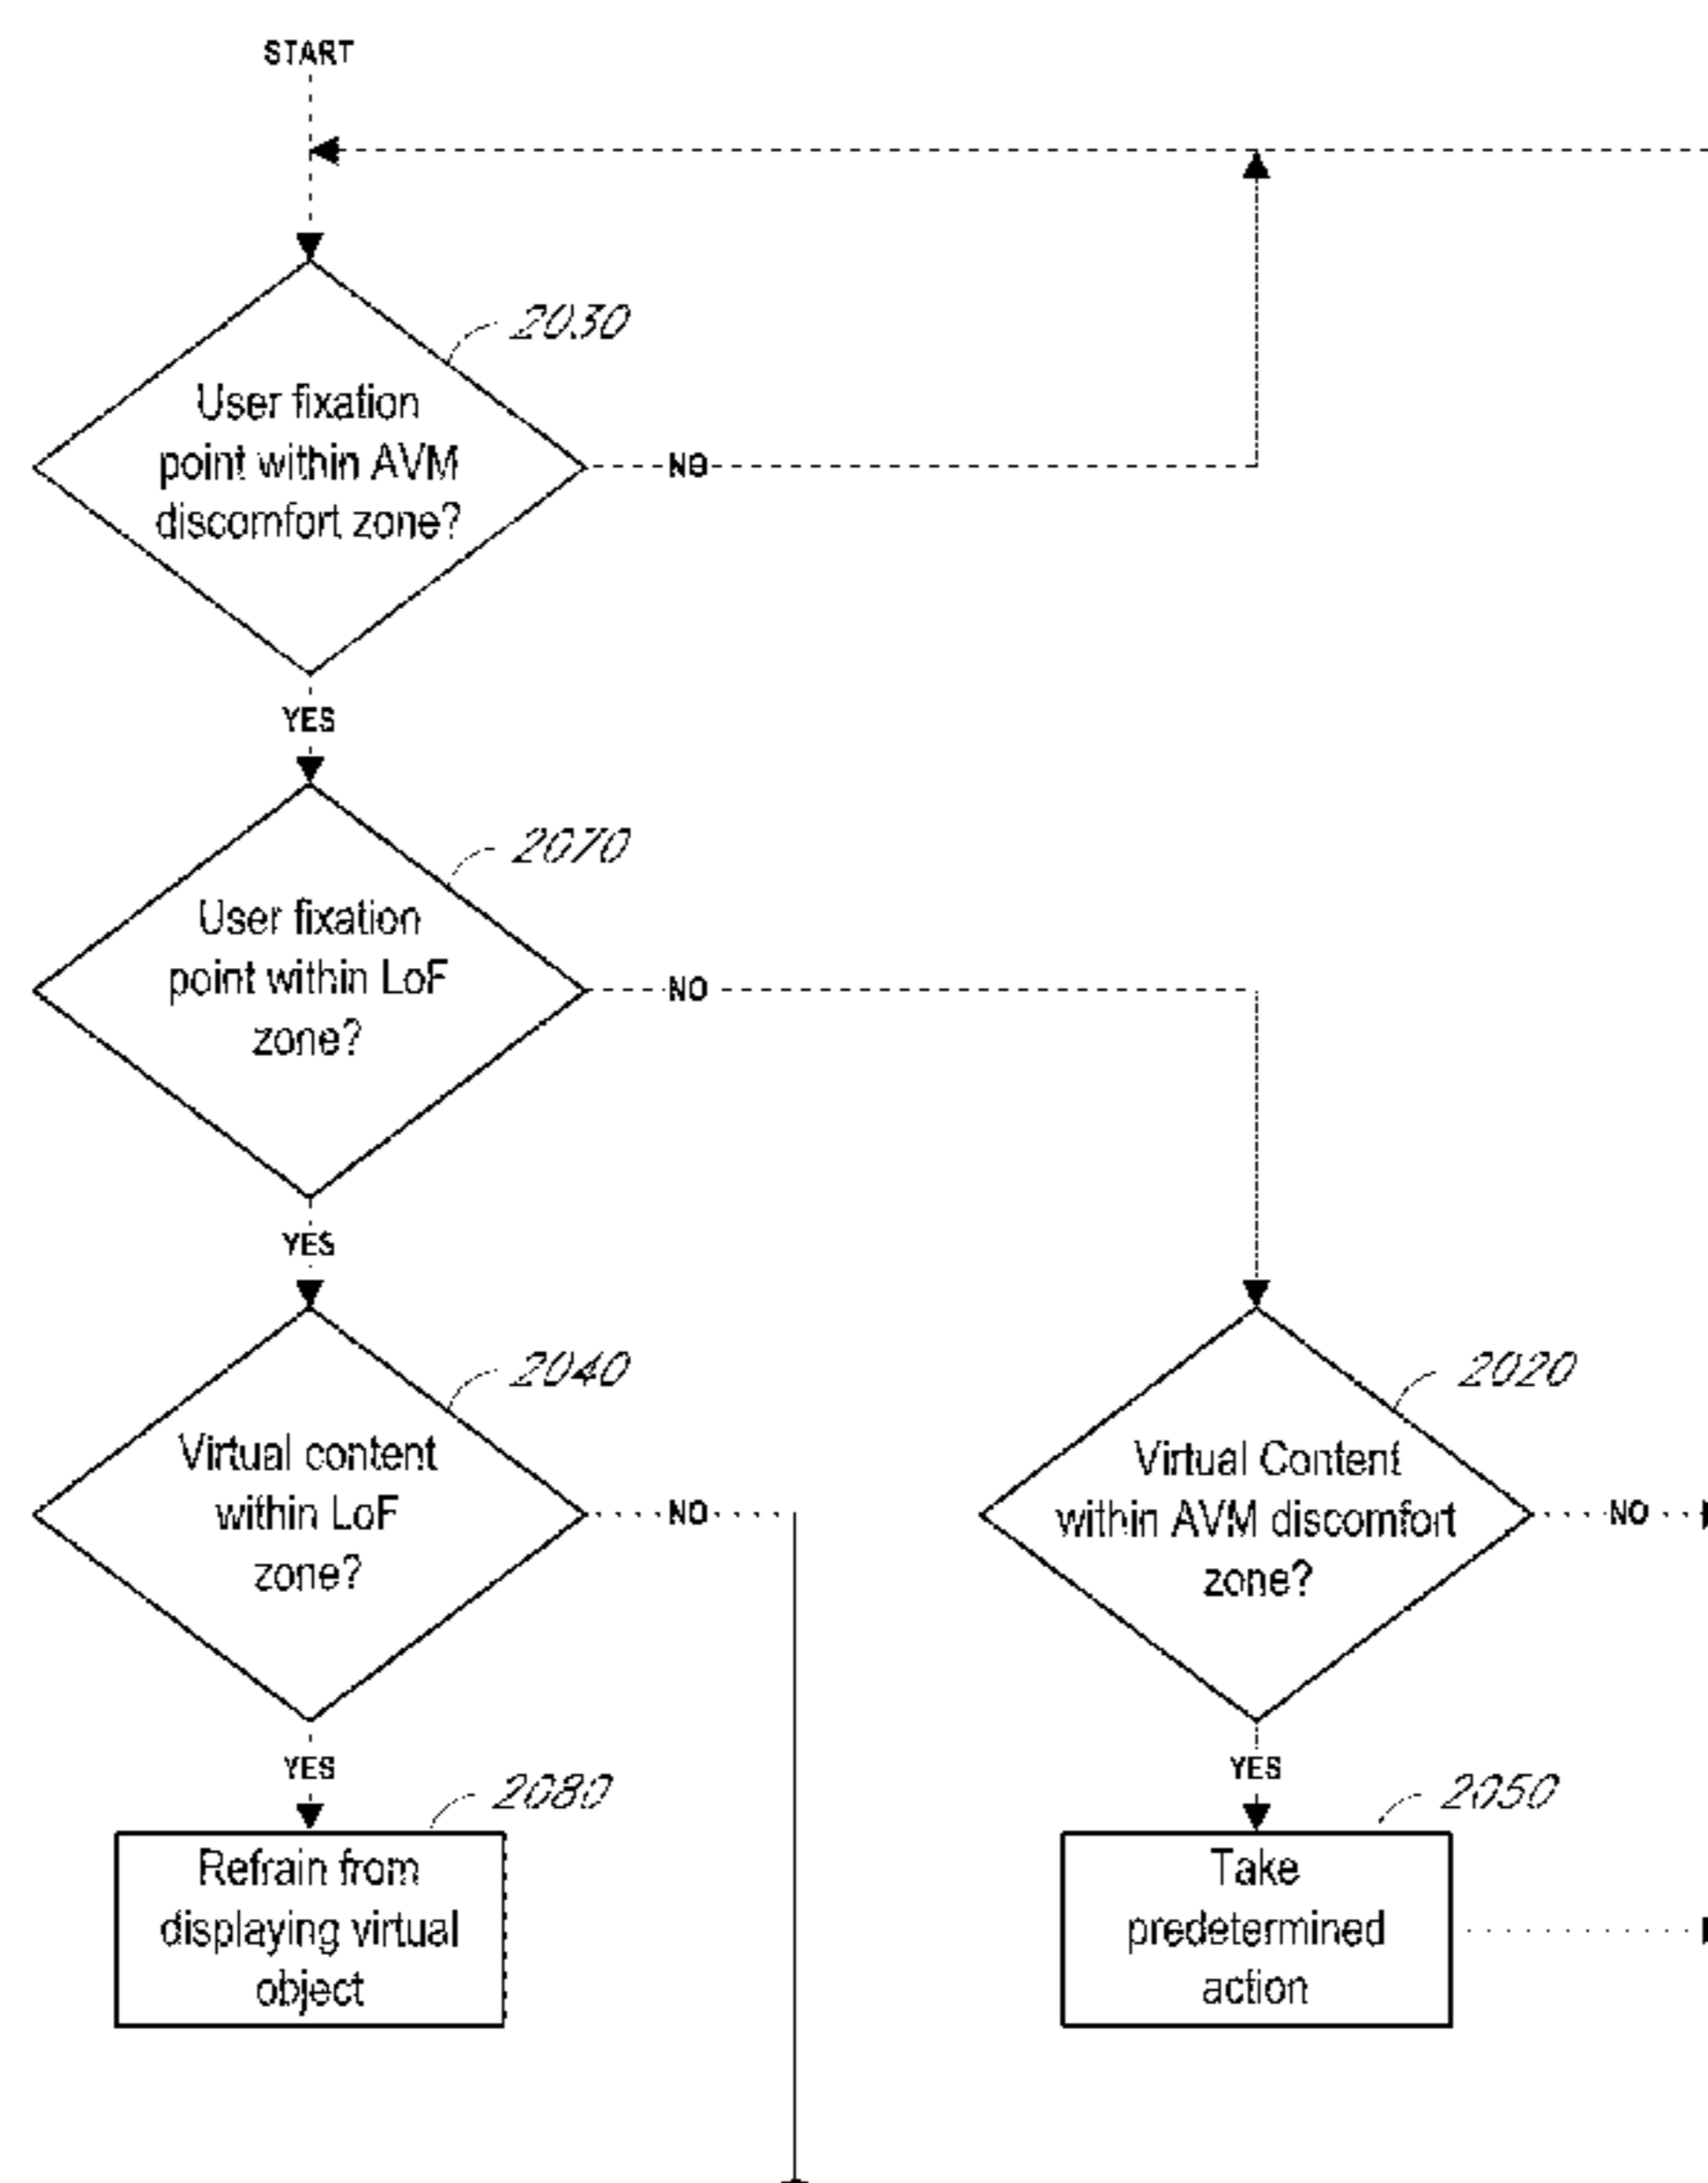 START
2030
User fixation
point within AVM
discomfort zone?
NO
YES
2070
User fixation
point within LoF
zone?
NO
YES
2040
Virtual content
within LoF
zone?
NO
2020
Virtual Content
within AVM discomfort
zone?
NO
YES
2080
Refrain from
displaying virtual
object
YES
2050
Take
predetermined
action